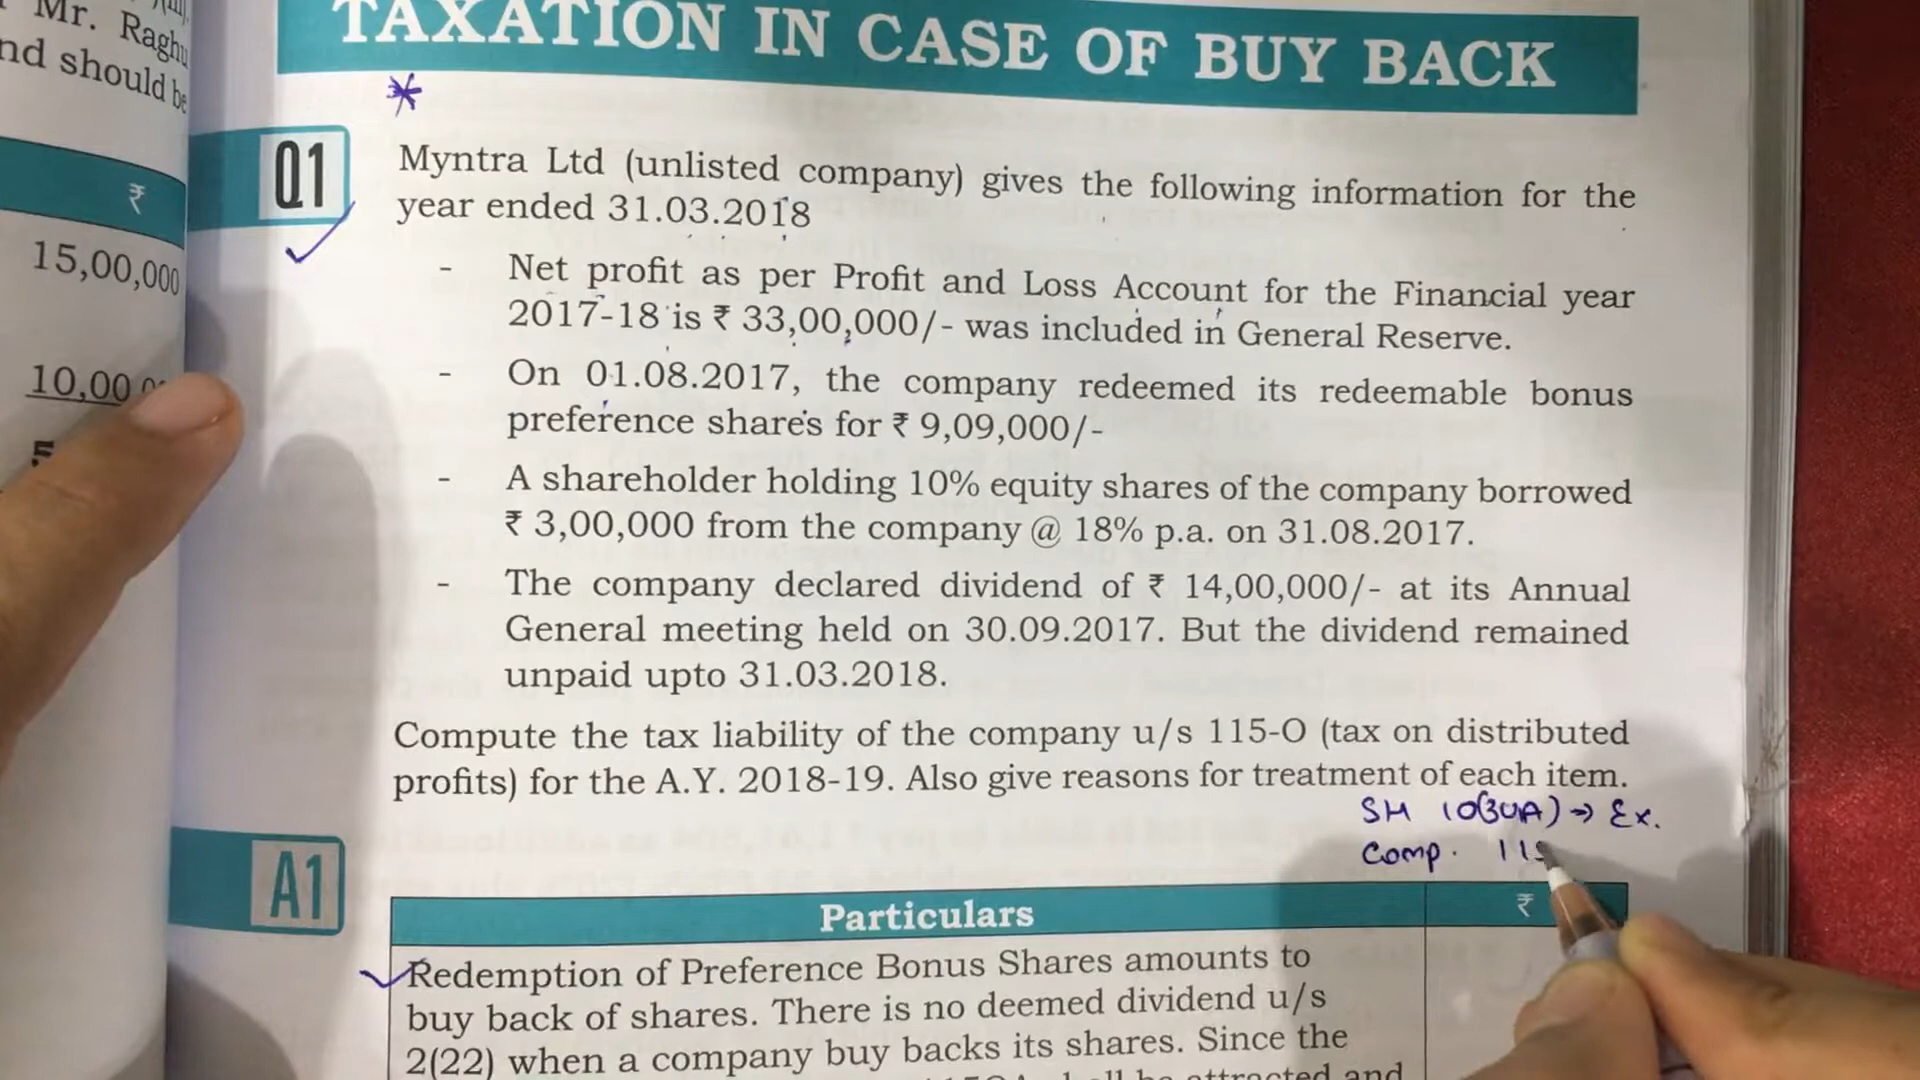 Mr. Raghu
nd should be
₹
15,00,000
TAXATION IN CASE OF BUY BACK
*
Q1
Myntra Ltd (unlisted company) gives the following information for the
year ended 31.03.2018
- Net profit as per Profit and Loss Account for the Financial year
2017-18 is ₹ 33,00,000/- was included in General Reserve.
- On 01.08.2017, the company redeemed its redeemable bonus
preference shares for ₹ 9,09,000/-
- A shareholder holding 10% equity shares of the company borrowed
₹ 3,00,000 from the company @ 18% p.a. on 31.08.2017.
- The company declared dividend of ₹ 14,00,000/- at its Annual
General meeting held on 30.09.2017. But the dividend remained
unpaid upto 31.03.2018.
Compute the tax liability of the company u/s 115-O (tax on distributed
profits) for the A.Y. 2018-19. Also give reasons for treatment of each item.
SH 10(34A) → Ex.
Comp. 115
A1
Particulars ₹
Redemption of Preference Bonus Shares amounts to
buy back of shares. There is no deemed dividend u/s
2(22) when a company buy backs its shares. Since the
shall be attracted and